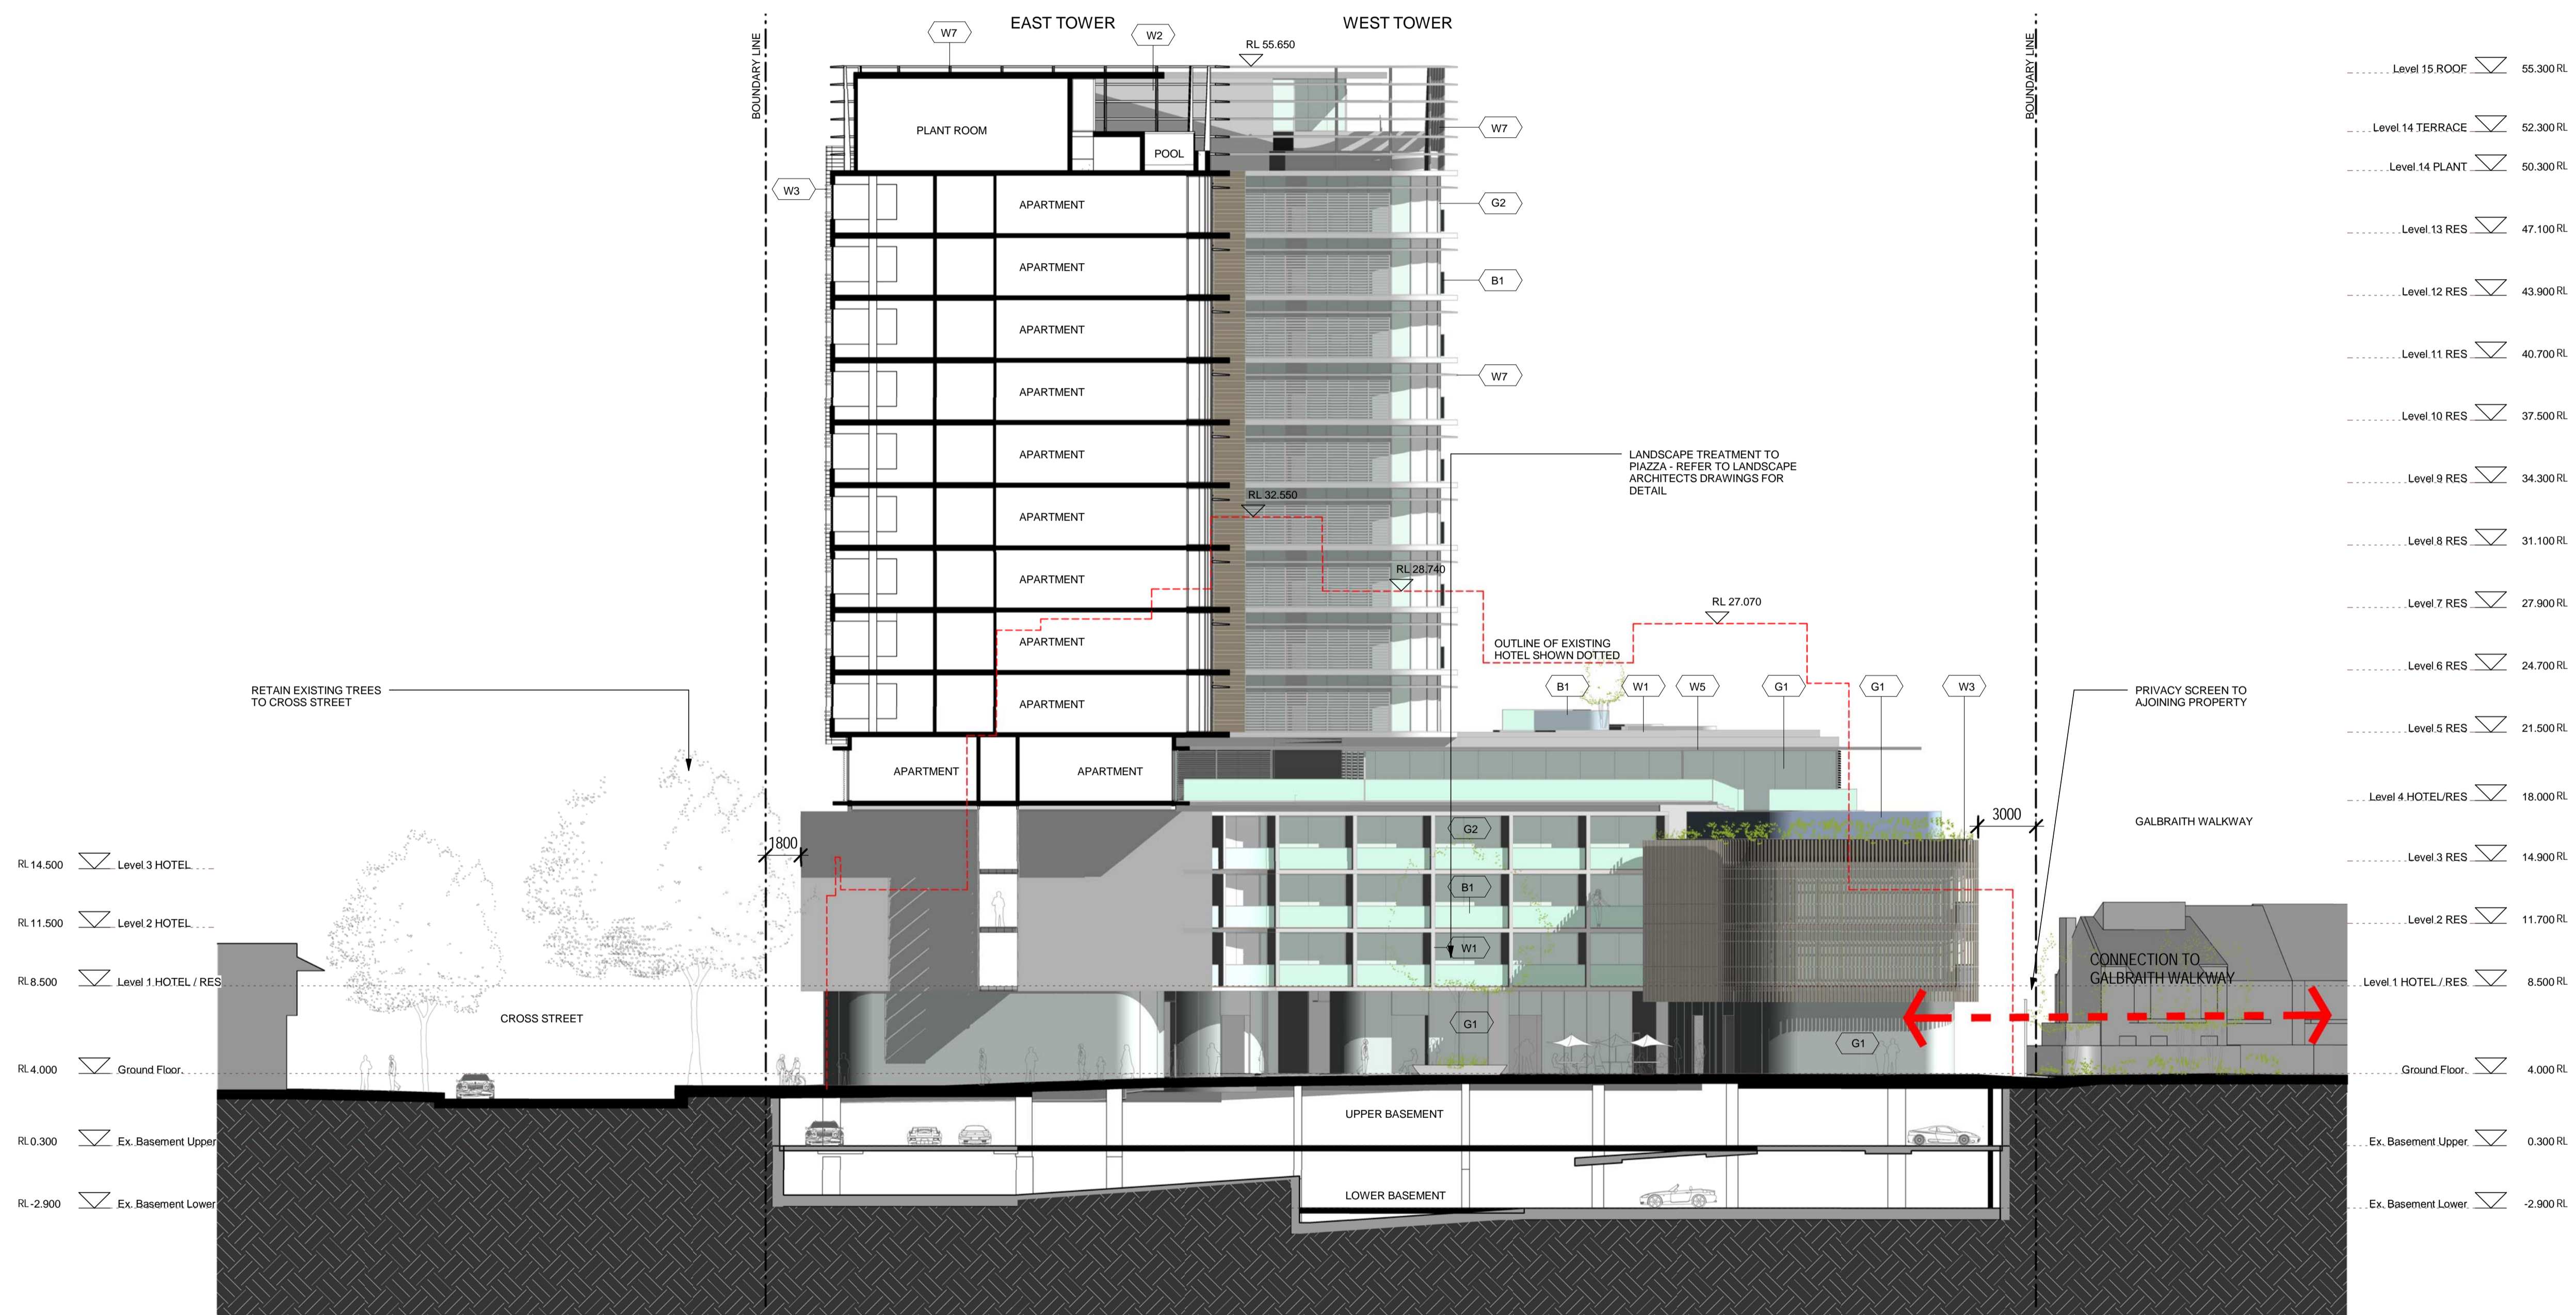 EAST TOWER
WEST TOWER
BOUNDARY LINE
BOUNDARY LINE
W7
W2
RL 55.650
PLANT ROOM
POOL
W7
W3
G2
B1
W7
APARTMENT
APARTMENT
APARTMENT
APARTMENT
APARTMENT
APARTMENT
APARTMENT
APARTMENT
APARTMENT
APARTMENT
APARTMENT
LANDSCAPE TREATMENT TO
PIAZZA - REFER TO LANDSCAPE
ARCHITECTS DRAWINGS FOR
DETAIL
RL 32.550
RL 28.740
RL 27.070
OUTLINE OF EXISTING
HOTEL SHOWN DOTTED
B1
W1
W5
G1
G1
W3
PRIVACY SCREEN TO
AJOINING PROPERTY
RETAIN EXISTING TREES
TO CROSS STREET
1800
3000
GALBRAITH WALKWAY
G2
B1
W1
G1
G1
CONNECTION TO
GALBRAITH WALKWAY
CROSS STREET
UPPER BASEMENT
LOWER BASEMENT
RL 14.500 Level 3 HOTEL
RL 11.500 Level 2 HOTEL
RL 8.500 Level 1 HOTEL / RES
RL 4.000 Ground Floor
RL 0.300 Ex. Basement Upper
RL -2.900 Ex. Basement Lower
Level 15 ROOF 55.300 RL
Level 14 TERRACE 52.300 RL
Level 14 PLANT 50.300 RL
Level 13 RES 47.100 RL
Level 12 RES 43.900 RL
Level 11 RES 40.700 RL
Level 10 RES 37.500 RL
Level 9 RES 34.300 RL
Level 8 RES 31.100 RL
Level 7 RES 27.900 RL
Level 6 RES 24.700 RL
Level 5 RES 21.500 RL
Level 4 HOTEL/RES 18.000 RL
Level 3 RES 14.900 RL
Level 2 RES 11.700 RL
Level 1 HOTEL / RES 8.500 RL
Ground Floor 4.000 RL
Ex. Basement Upper 0.300 RL
Ex. Basement Lower -2.900 RL